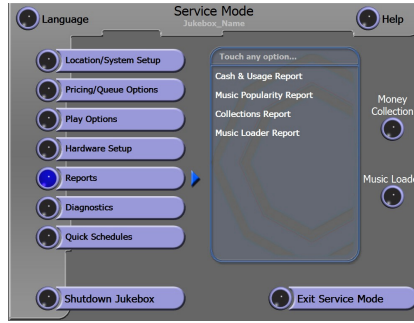 Service Mode
Jukebox_Name
Language
Help
Location/System Setup
Pricing/Queue Options
Play Options
Hardware Setup
Reports
Diagnostics
Quick Schedules
Touch any option...
Cash & Usage Report
Music Popularity Report
Collections Report
Music Loader Report
Money
Collection
Music Loade
Shutdown Jukebox
Exit Service Mode